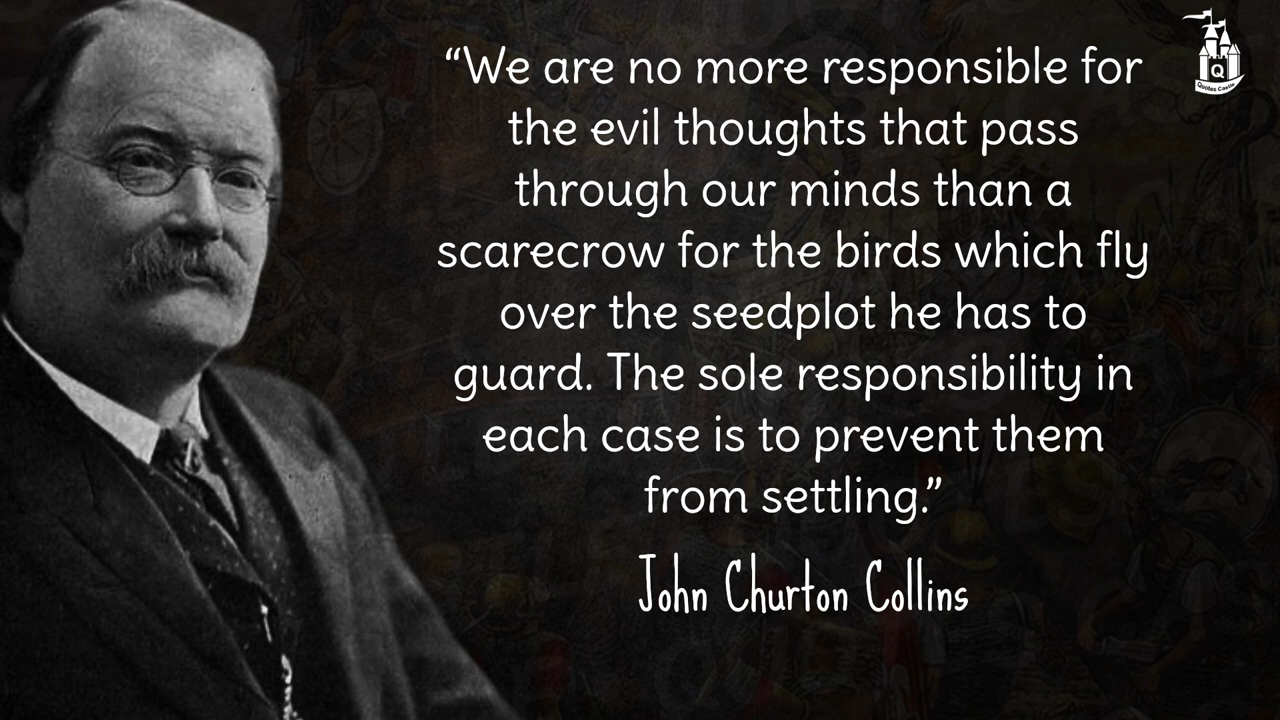 “We are no more responsible for
the evil thoughts that pass
through our minds than a
scarecrow for the birds which fly
over the seedplot he has to
guard. The sole responsibility in
each case is to prevent them
from settling.”
John Churton Collins
Q
Quotes Castle